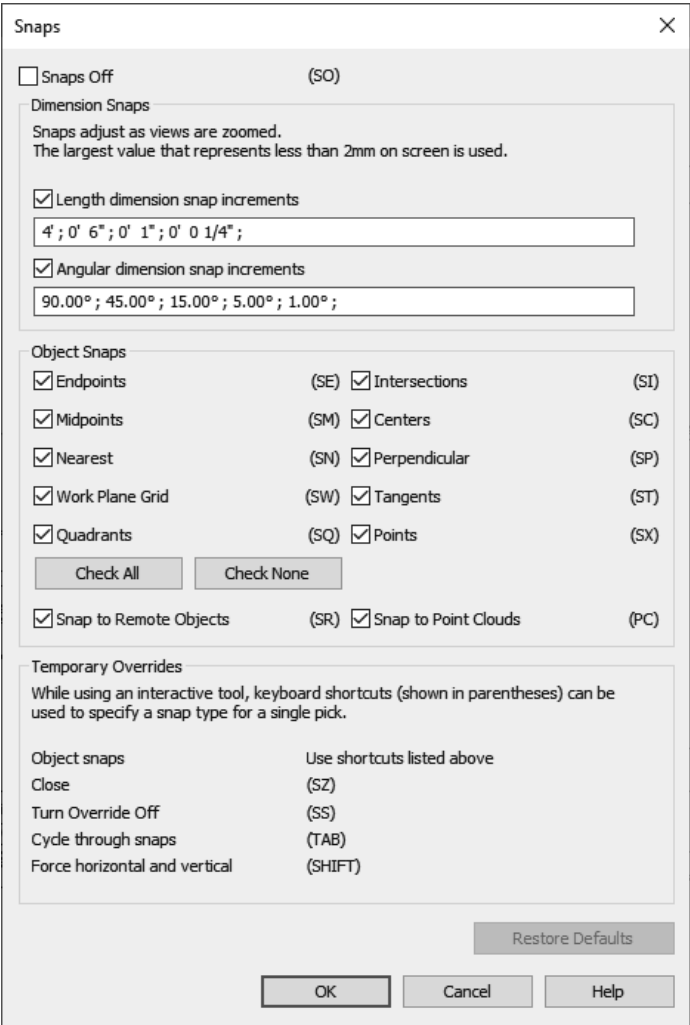 Snaps
Snaps Off (SO)
Dimension Snaps
Snaps adjust as views are zoomed.
The largest value that represents less than 2mm on screen is used.
Length dimension snap increments
4' ; 0' 6" ; 0' 1" ; 0' 0 1/4" ;
Angular dimension snap increments
90.00° ; 45.00° ; 15.00° ; 5.00° ; 1.00° ;
Object Snaps
Endpoints (SE) Intersections (SI)
Midpoints (SM) Centers (SC)
Nearest (SN) Perpendicular (SP)
Work Plane Grid (SW) Tangents (ST)
Quadrants (SQ) Points (SX)
Check All Check None
Snap to Remote Objects (SR) Snap to Point Clouds (PC)
Temporary Overrides
While using an interactive tool, keyboard shortcuts (shown in parentheses) can be
used to specify a snap type for a single pick.
Object snaps Use shortcuts listed above
Close (SZ)
Turn Override Off (SS)
Cycle through snaps (TAB)
Force horizontal and vertical (SHIFT)
Restore Defaults
OK Cancel Help